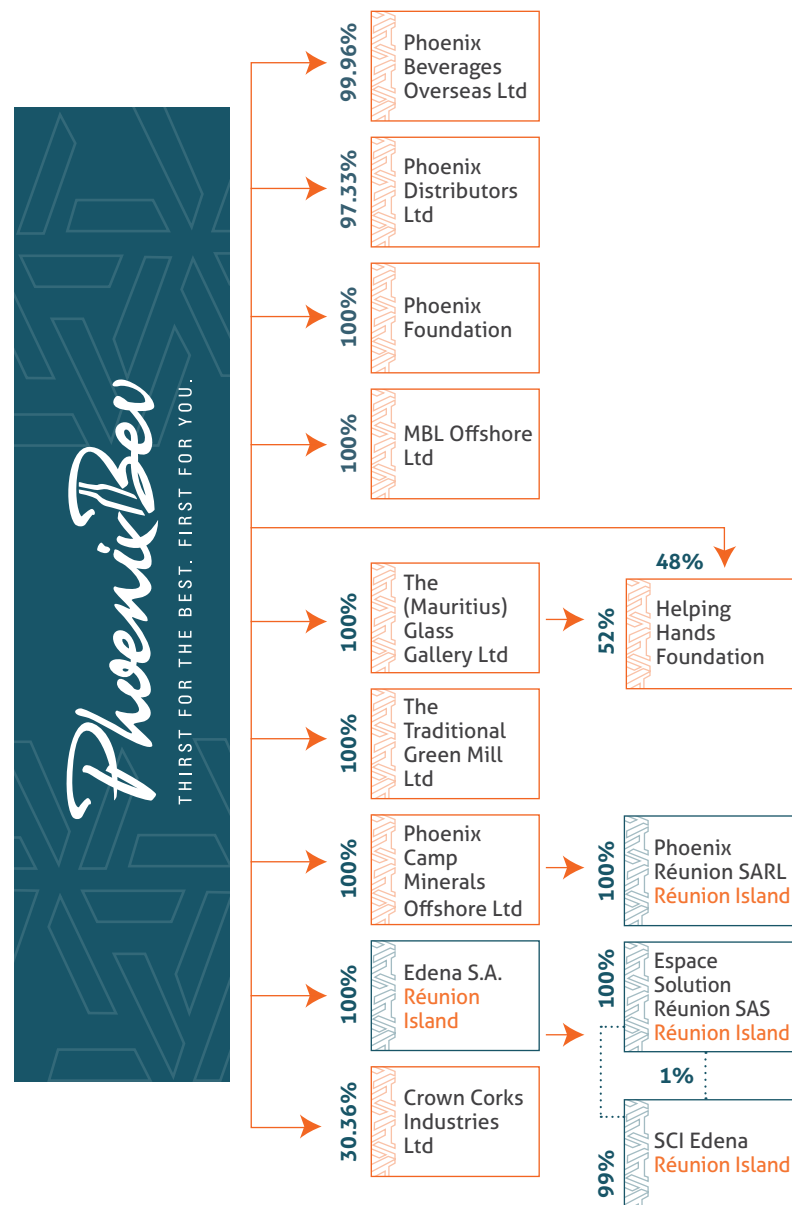 PhoenixBev
THIRST FOR THE BEST. FIRST FOR YOU.
99.96%
Phoenix
Beverages
Overseas Ltd
97.33%
Phoenix
Distributors
Ltd
100%
Phoenix
Foundation
100%
MBL Offshore
Ltd
100%
The
(Mauritius)
Glass
Gallery Ltd
48%
52%
Helping
Hands
Foundation
100%
The
Traditional
Green Mill
Ltd
100%
Phoenix
Camp
Minerals
Offshore Ltd
100%
Phoenix
Réunion SARL
Réunion Island
100%
Edena S.A.
Réunion
Island
100%
Espace
Solution
Réunion SAS
Réunion Island
1%
30.36%
Crown Corks
Industries
Ltd
99%
SCI Edena
Réunion Island